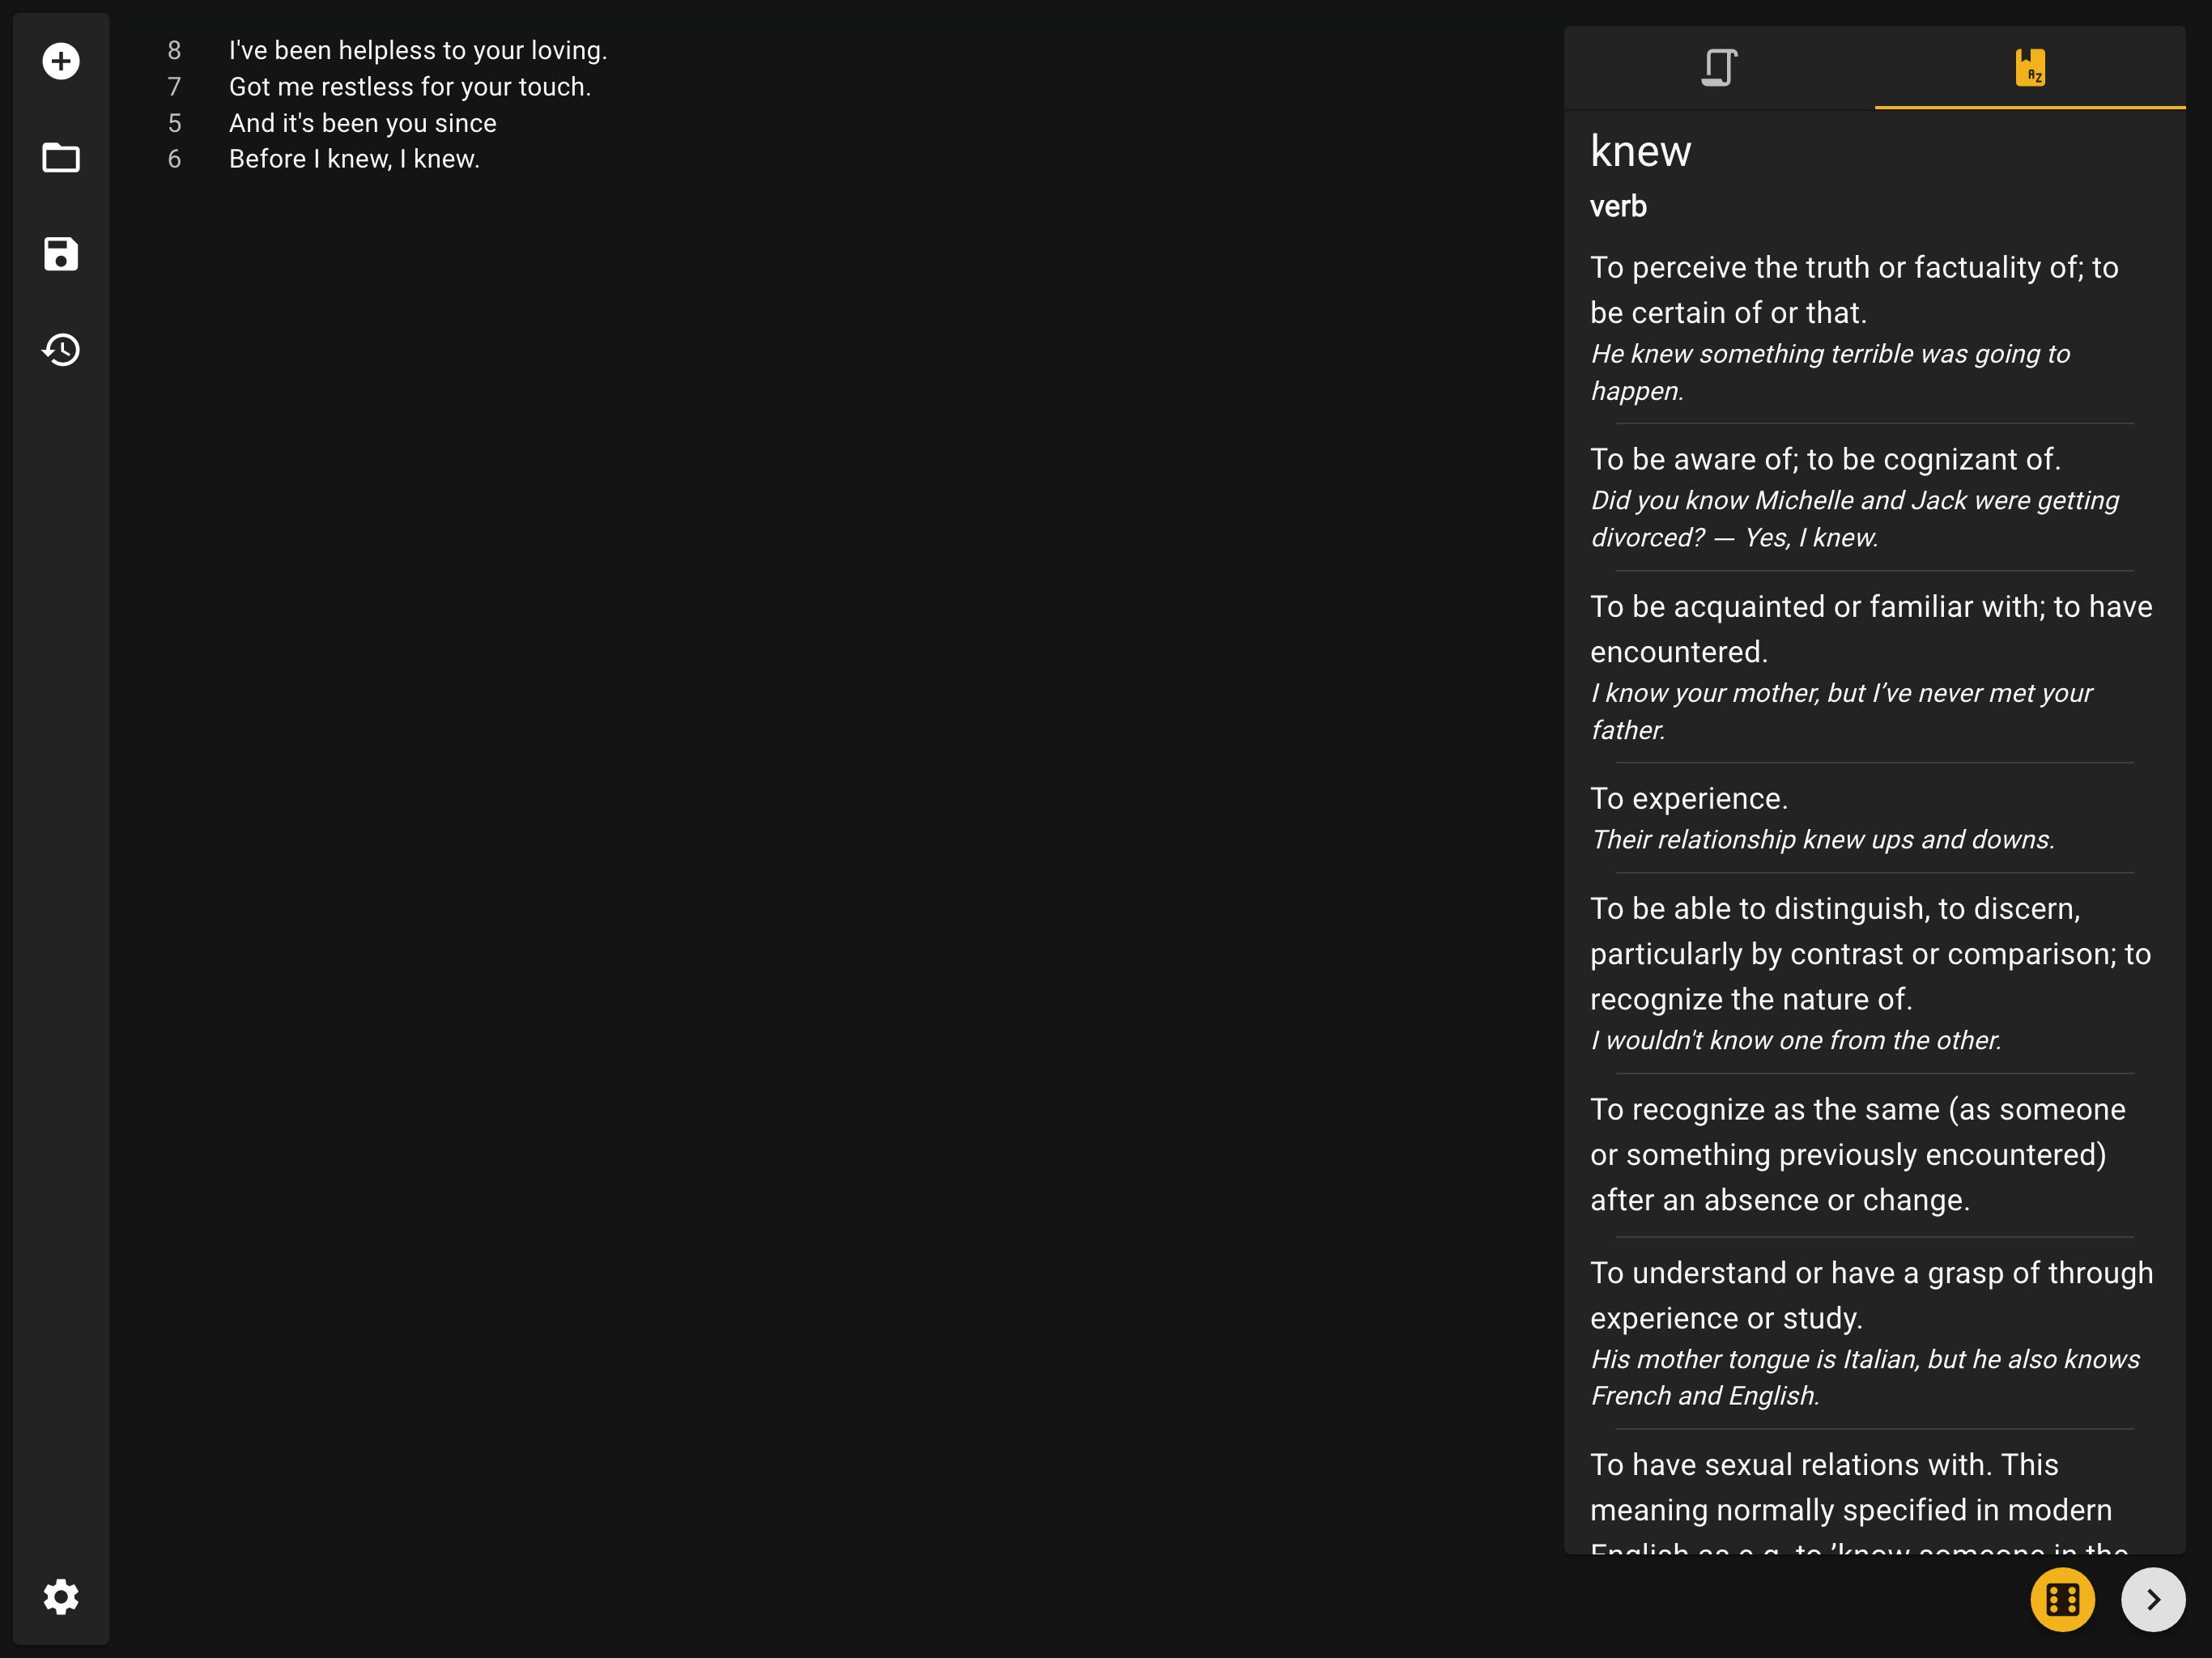 8 I've been helpless to your loving.
7 Got me restless for your touch.
5 And it's been you since
6 Before I knew, I knew.
AZ
knew
verb
To perceive the truth or factuality of; to
be certain of or that.
He knew something terrible was going to
happen.
To be aware of; to be cognizant of.
Did you know Michelle and Jack were getting
divorced? — Yes, I knew.
To be acquainted or familiar with; to have
encountered.
I know your mother, but I’ve never met your
father.
To experience.
Their relationship knew ups and downs.
To be able to distinguish, to discern,
particularly by contrast or comparison; to
recognize the nature of.
I wouldn't know one from the other.
To recognize as the same (as someone
or something previously encountered)
after an absence or change.
To understand or have a grasp of through
experience or study.
His mother tongue is Italian, but he also knows
French and English.
To have sexual relations with. This
meaning normally specified in modern
English as e.g. to ’know someone in the